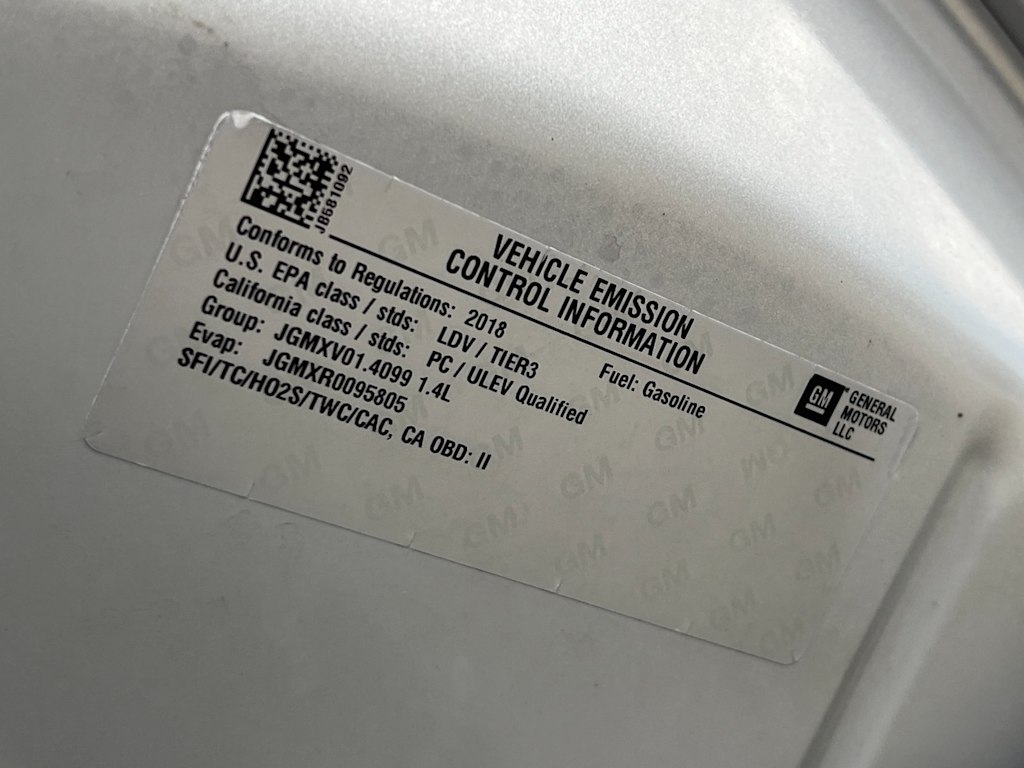 JB681092
VEHICLE EMISSION
CONTROL INFORMATION
GM GENERAL
MOTORS
LLC
Conforms to Regulations: 2018 Fuel: Gasoline
U.S. EPA class / stds: LDV / TIER3
California class / stds: PC / ULEV Qualified
Group: JGMXV01.4099 1.4L
Evap: JGMXR0095805
SFI/TC/HO2S/TWC/CAC, CA OBD: II